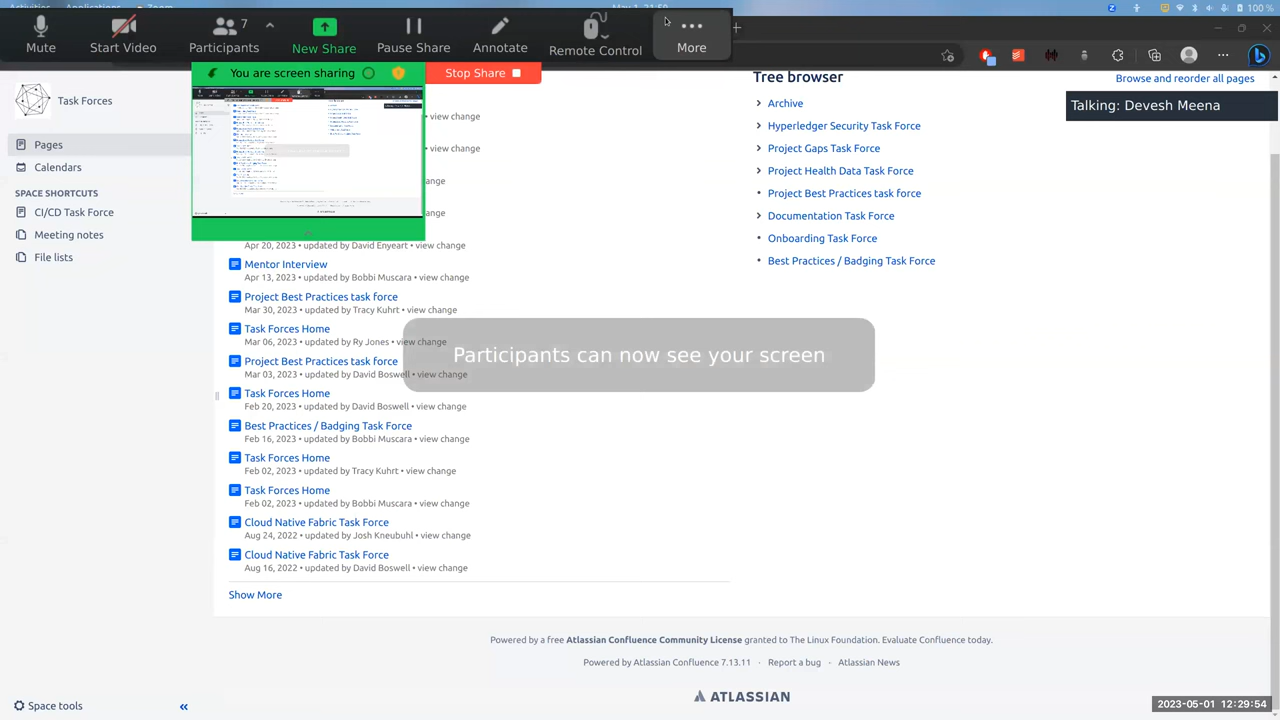 Activities
Zoom
May 1 21:59
100 %
Mute
Start Video
7
Participants
New Share
Pause Share
Annotate
Remote Control
More
You are screen sharing
Stop Share
Tree browser
Browse and reorder all pages
Talking: Devesh Meena
Task Forces
Archive
Hyperledger Security Task Force
Project Gaps Task Force
Project Health Data Task Force
Project Best Practices task force
Documentation Task Force
Onboarding Task Force
Best Practices / Badging Task Force
Pages
Calendars
SPACE SHORTCUTS
CI/CD Task Force
Meeting notes
File lists
view change
view change
Apr 20, 2023 • updated by David Enyeart • view change
Mentor Interview
Apr 13, 2023 • updated by Bobbi Muscara • view change
Project Best Practices task force
Mar 30, 2023 • updated by Tracy Kuhrt • view change
Task Forces Home
Mar 06, 2023 • updated by Ry Jones • view change
Participants can now see your screen
Project Best Practices task force
Mar 03, 2023 • updated by David Boswell • view change
Task Forces Home
Feb 20, 2023 • updated by David Boswell • view change
Best Practices / Badging Task Force
Feb 16, 2023 • updated by Bobbi Muscara • view change
Task Forces Home
Feb 02, 2023 • updated by Tracy Kuhrt • view change
Task Forces Home
Feb 02, 2023 • updated by Bobbi Muscara • view change
Cloud Native Fabric Task Force
Aug 24, 2022 • updated by Josh Kneubuhl • view change
Cloud Native Fabric Task Force
Aug 16, 2022 • updated by David Boswell • view change
Show More
Powered by a free Atlassian Confluence Community License granted to The Linux Foundation. Evaluate Confluence today.
Powered by Atlassian Confluence 7.13.11 · Report a bug · Atlassian News
ATLASSIAN
Space tools
2023-05-01 12:29:54